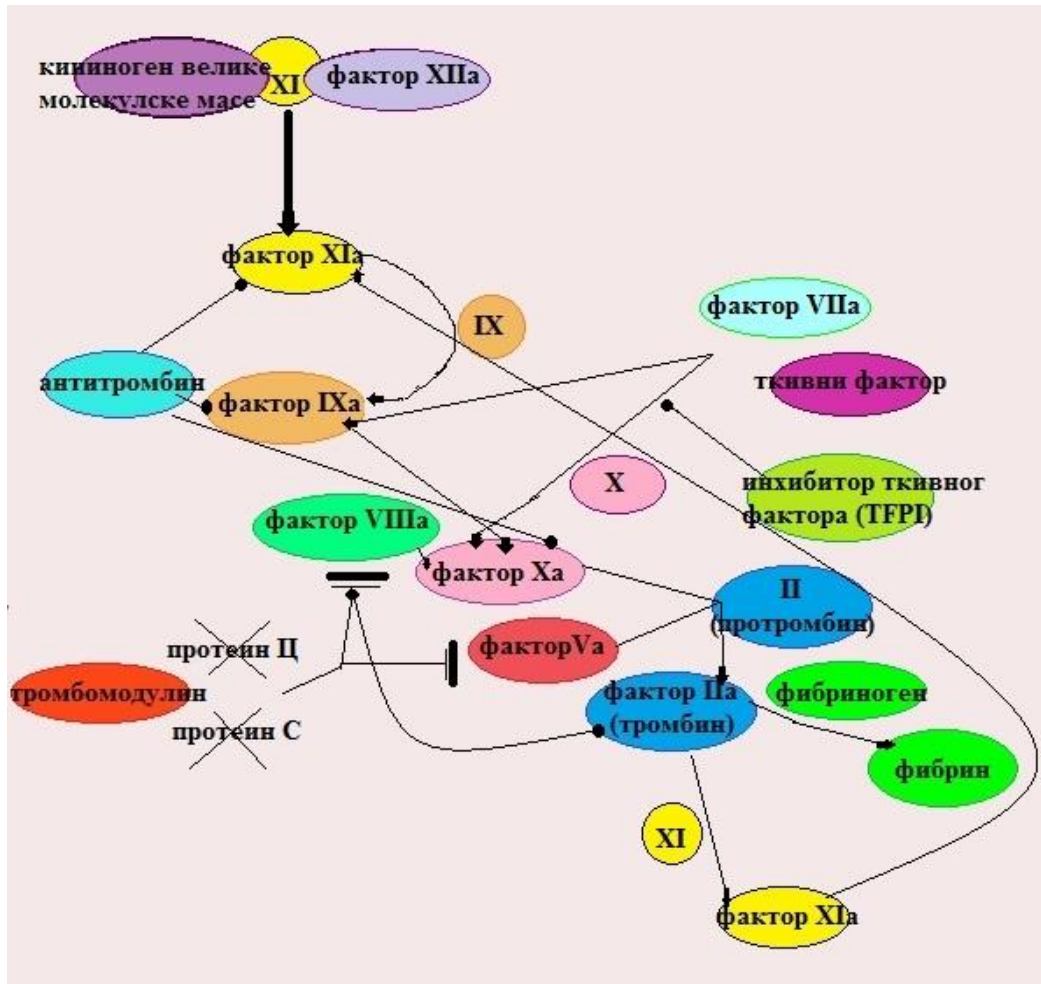 кининоген велике
молекулске масе
XI
фактор XIIa
фактор XIa
IX
фактор VIIa
антитромбин
фактор IXa
ткивни фактор
X
инхибитор ткивног
фактора (TFPI)
фактор VIIIa
фактор Xa
II
(протромбин)
протеин Ц
факторVa
тромбомодулин
фактор IIa
(тромбин)
фибриноген
протеин С
фибрин
XI
фактор XIa